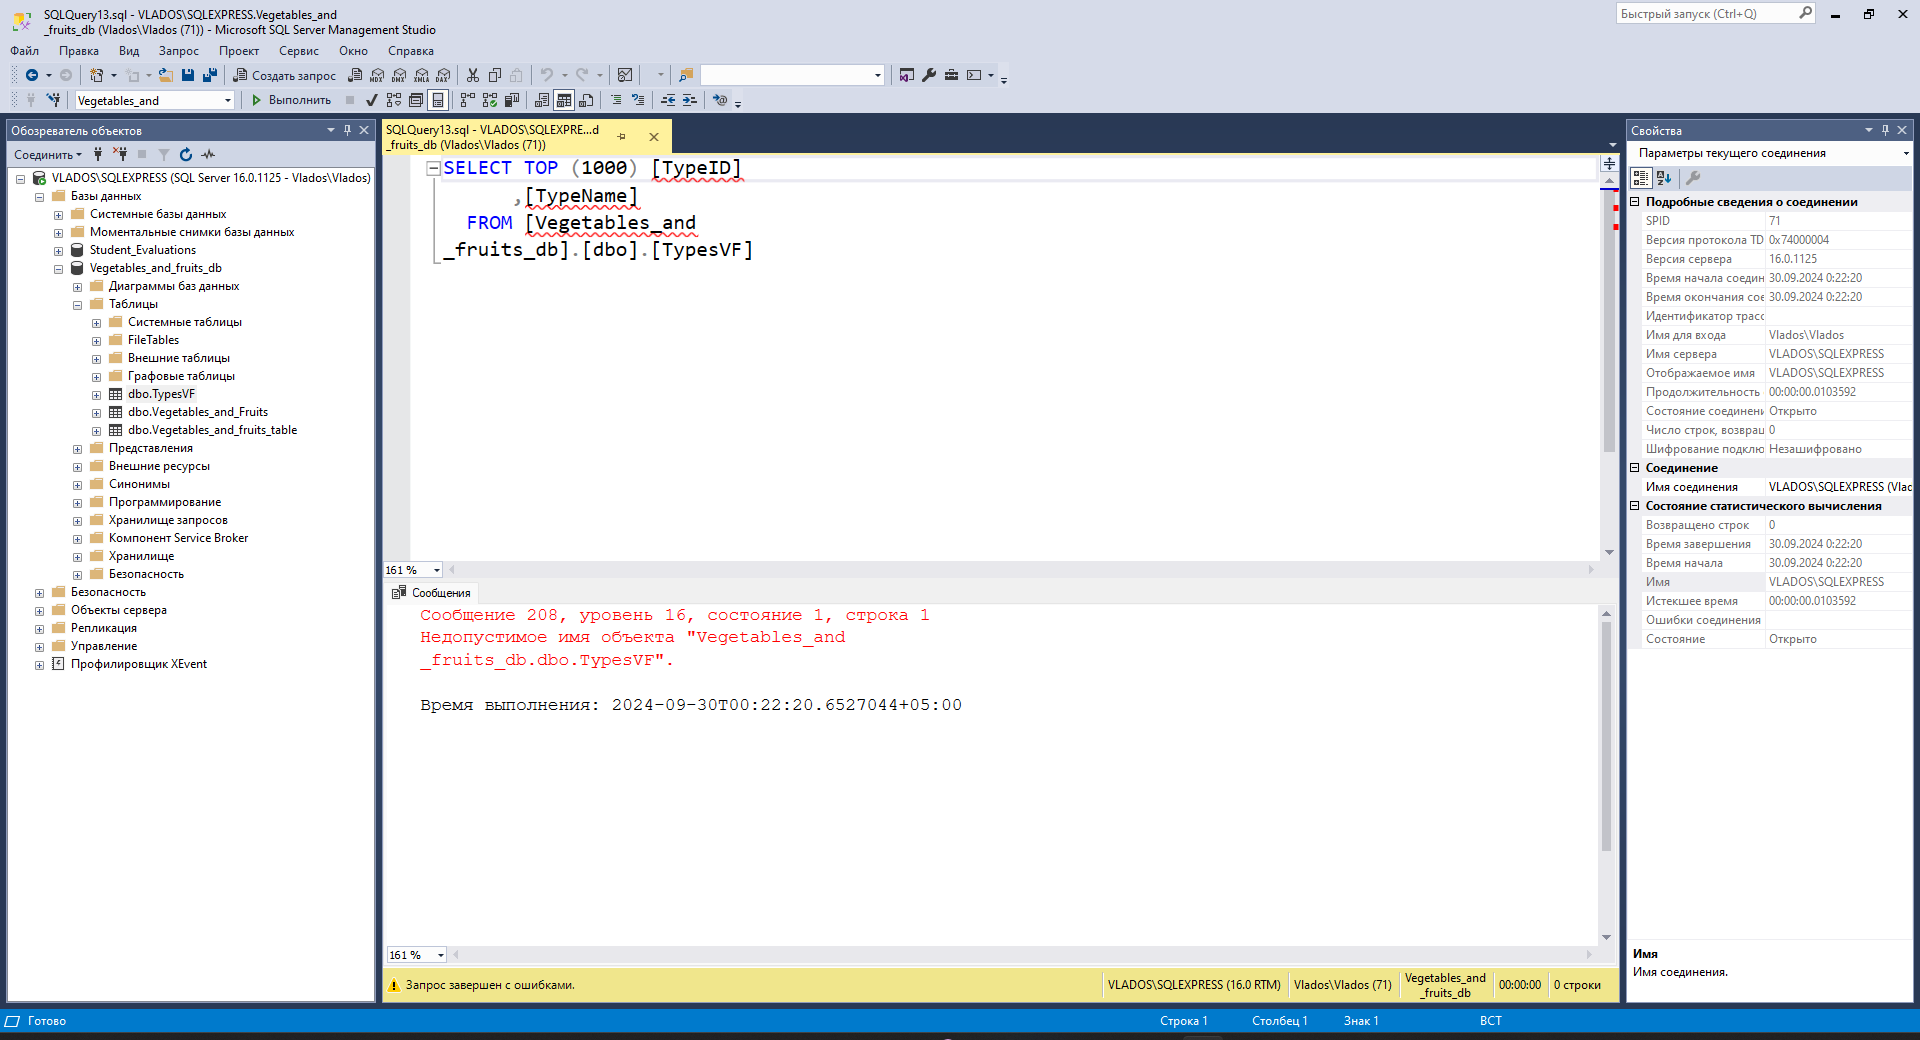 SQLQuery13.sql - VLADOS\SQLEXPRESS.Vegetables_and
_fruits_db (Vlados\Vlados (71)) - Microsoft SQL Server Management Studio
Быстрый запуск (Ctrl+Q)
Файл Правка Вид Запрос Проект Сервис Окно Справка
Создать запрос MDX DMX XMLA DAX
Vegetables_and Выполнить
Обозреватель объектов
Соединить
VLADOS\SQLEXPRESS (SQL Server 16.0.1125 - Vlados\Vlados)
Базы данных
Системные базы данных
Моментальные снимки базы данных
Student_Evaluations
Vegetables_and_fruits_db
Диаграммы баз данных
Таблицы
Системные таблицы
FileTables
Внешние таблицы
Графовые таблицы
dbo.TypesVF
dbo.Vegetables_and_Fruits
dbo.Vegetables_and_fruits_table
Представления
Внешние ресурсы
Синонимы
Программирование
Хранилище запросов
Компонент Service Broker
Хранилище
Безопасность
Безопасность
Объекты сервера
Репликация
Управление
Профилировщик XEvent
SQLQuery13.sql - VLADOS\SQLEXPRE...d
_fruits_db (Vlados\Vlados (71))
SELECT TOP (1000) [TypeID]
,[TypeName]
FROM [Vegetables_and
_fruits_db].[dbo].[TypesVF]
161 %
Сообщения
Сообщение 208, уровень 16, состояние 1, строка 1
Недопустимое имя объекта "Vegetables_and
_fruits_db.dbo.TypesVF".
Время выполнения: 2024-09-30T00:22:20.6527044+05:00
161 %
Запрос завершен с ошибками.
VLADOS\SQLEXPRESS (16.0 RTM) Vlados\Vlados (71) Vegetables_and
_fruits_db 00:00:00 0 строки
Свойства
Параметры текущего соединения
Подробные сведения о соединении
SPID 71
Версия протокола TD 0x74000004
Версия сервера 16.0.1125
Время начала соедин 30.09.2024 0:22:20
Время окончания сое 30.09.2024 0:22:20
Идентификатор трасс
Имя для входа Vlados\Vlados
Имя сервера VLADOS\SQLEXPRESS
Отображаемое имя VLADOS\SQLEXPRESS
Продолжительность 00:00:00.0103592
Состояние соединени Открыто
Число строк, возвращ 0
Шифрование подклю Незашифровано
Соединение
Имя соединения VLADOS\SQLEXPRESS (Vlac
Состояние статистического вычисления
Возвращено строк 0
Время завершения 30.09.2024 0:22:20
Время начала 30.09.2024 0:22:20
Имя VLADOS\SQLEXPRESS
Истекшее время 00:00:00.0103592
Ошибки соединения
Состояние Открыто
Имя
Имя соединения.
Готово Строка 1 Столбец 1 Знак 1 ВСТ